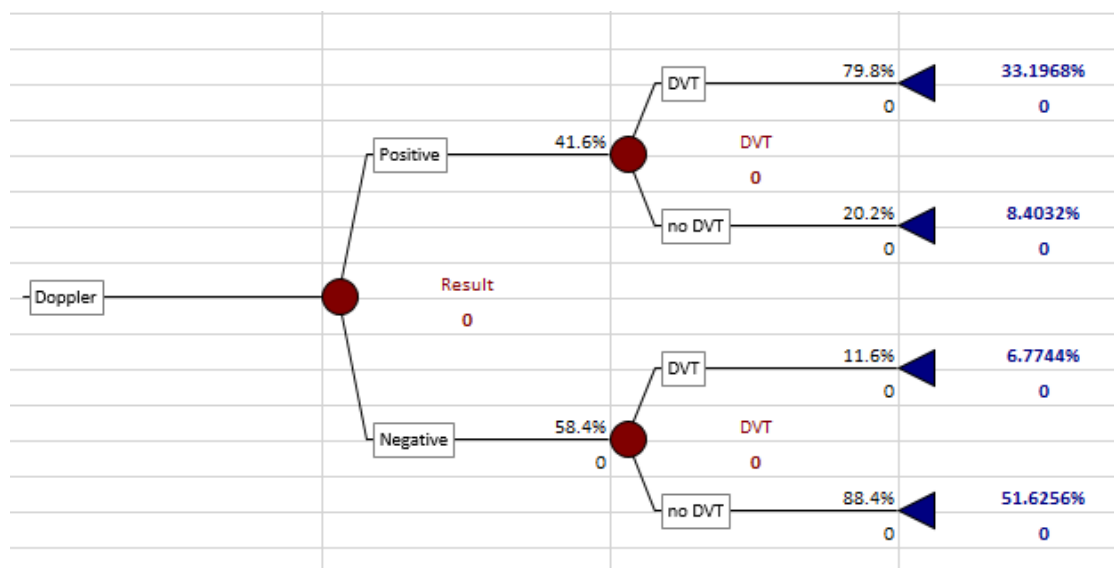 DVT 79.8% 33.1968%
0 0
Positive 41.6% DVT
0
no DVT 20.2% 8.4032%
0 0
Doppler Result
0
DVT 11.6% 6.7744%
0 0
Negative 58.4% DVT
0 0
no DVT 88.4% 51.6256%
0 0